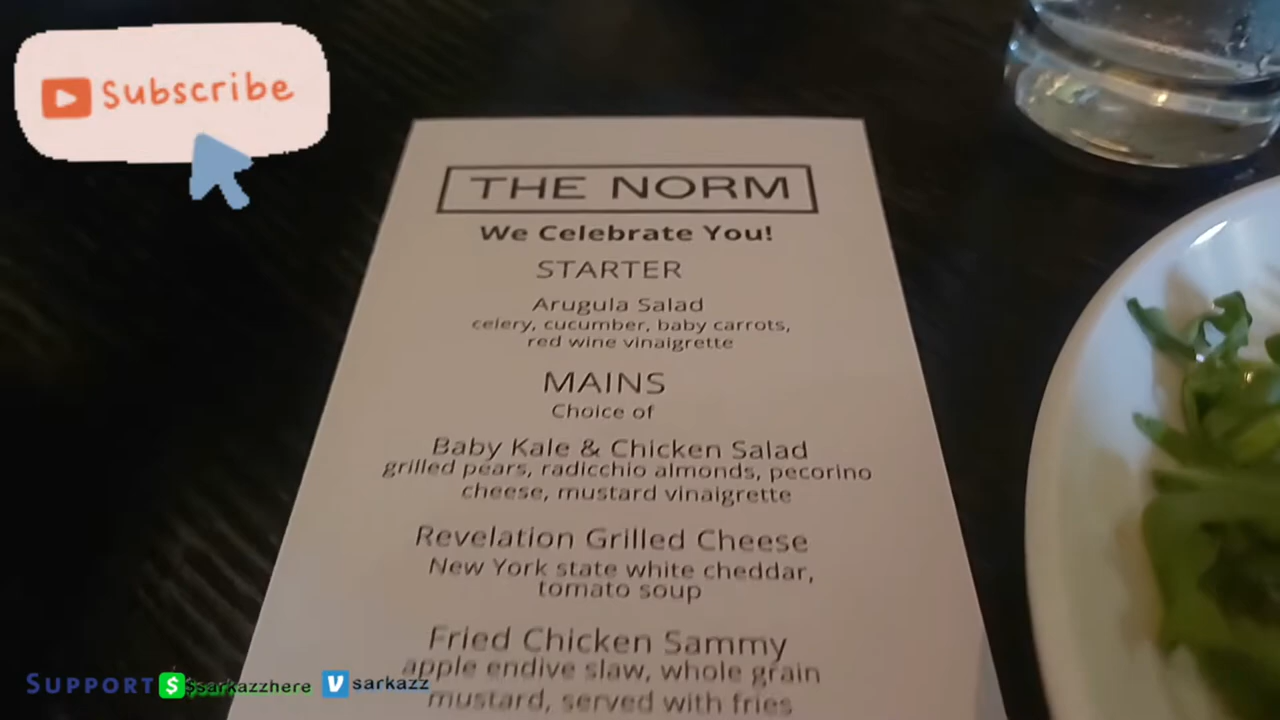 Subscribe
THE NORM
We Celebrate You!
STARTER
Arugula Salad
celery, cucumber, baby carrots,
red wine vinaigrette
MAINS
Choice of
Baby Kale & Chicken Salad
grilled pears, radicchio almonds, pecorino
cheese, mustard vinaigrette
Revelation Grilled Cheese
New York state white cheddar,
tomato soup
Fried Chicken Sammy
apple endive slaw, whole grain
mustard, served with fries
SUPPORT $ $sarkazzhere V sarkazz